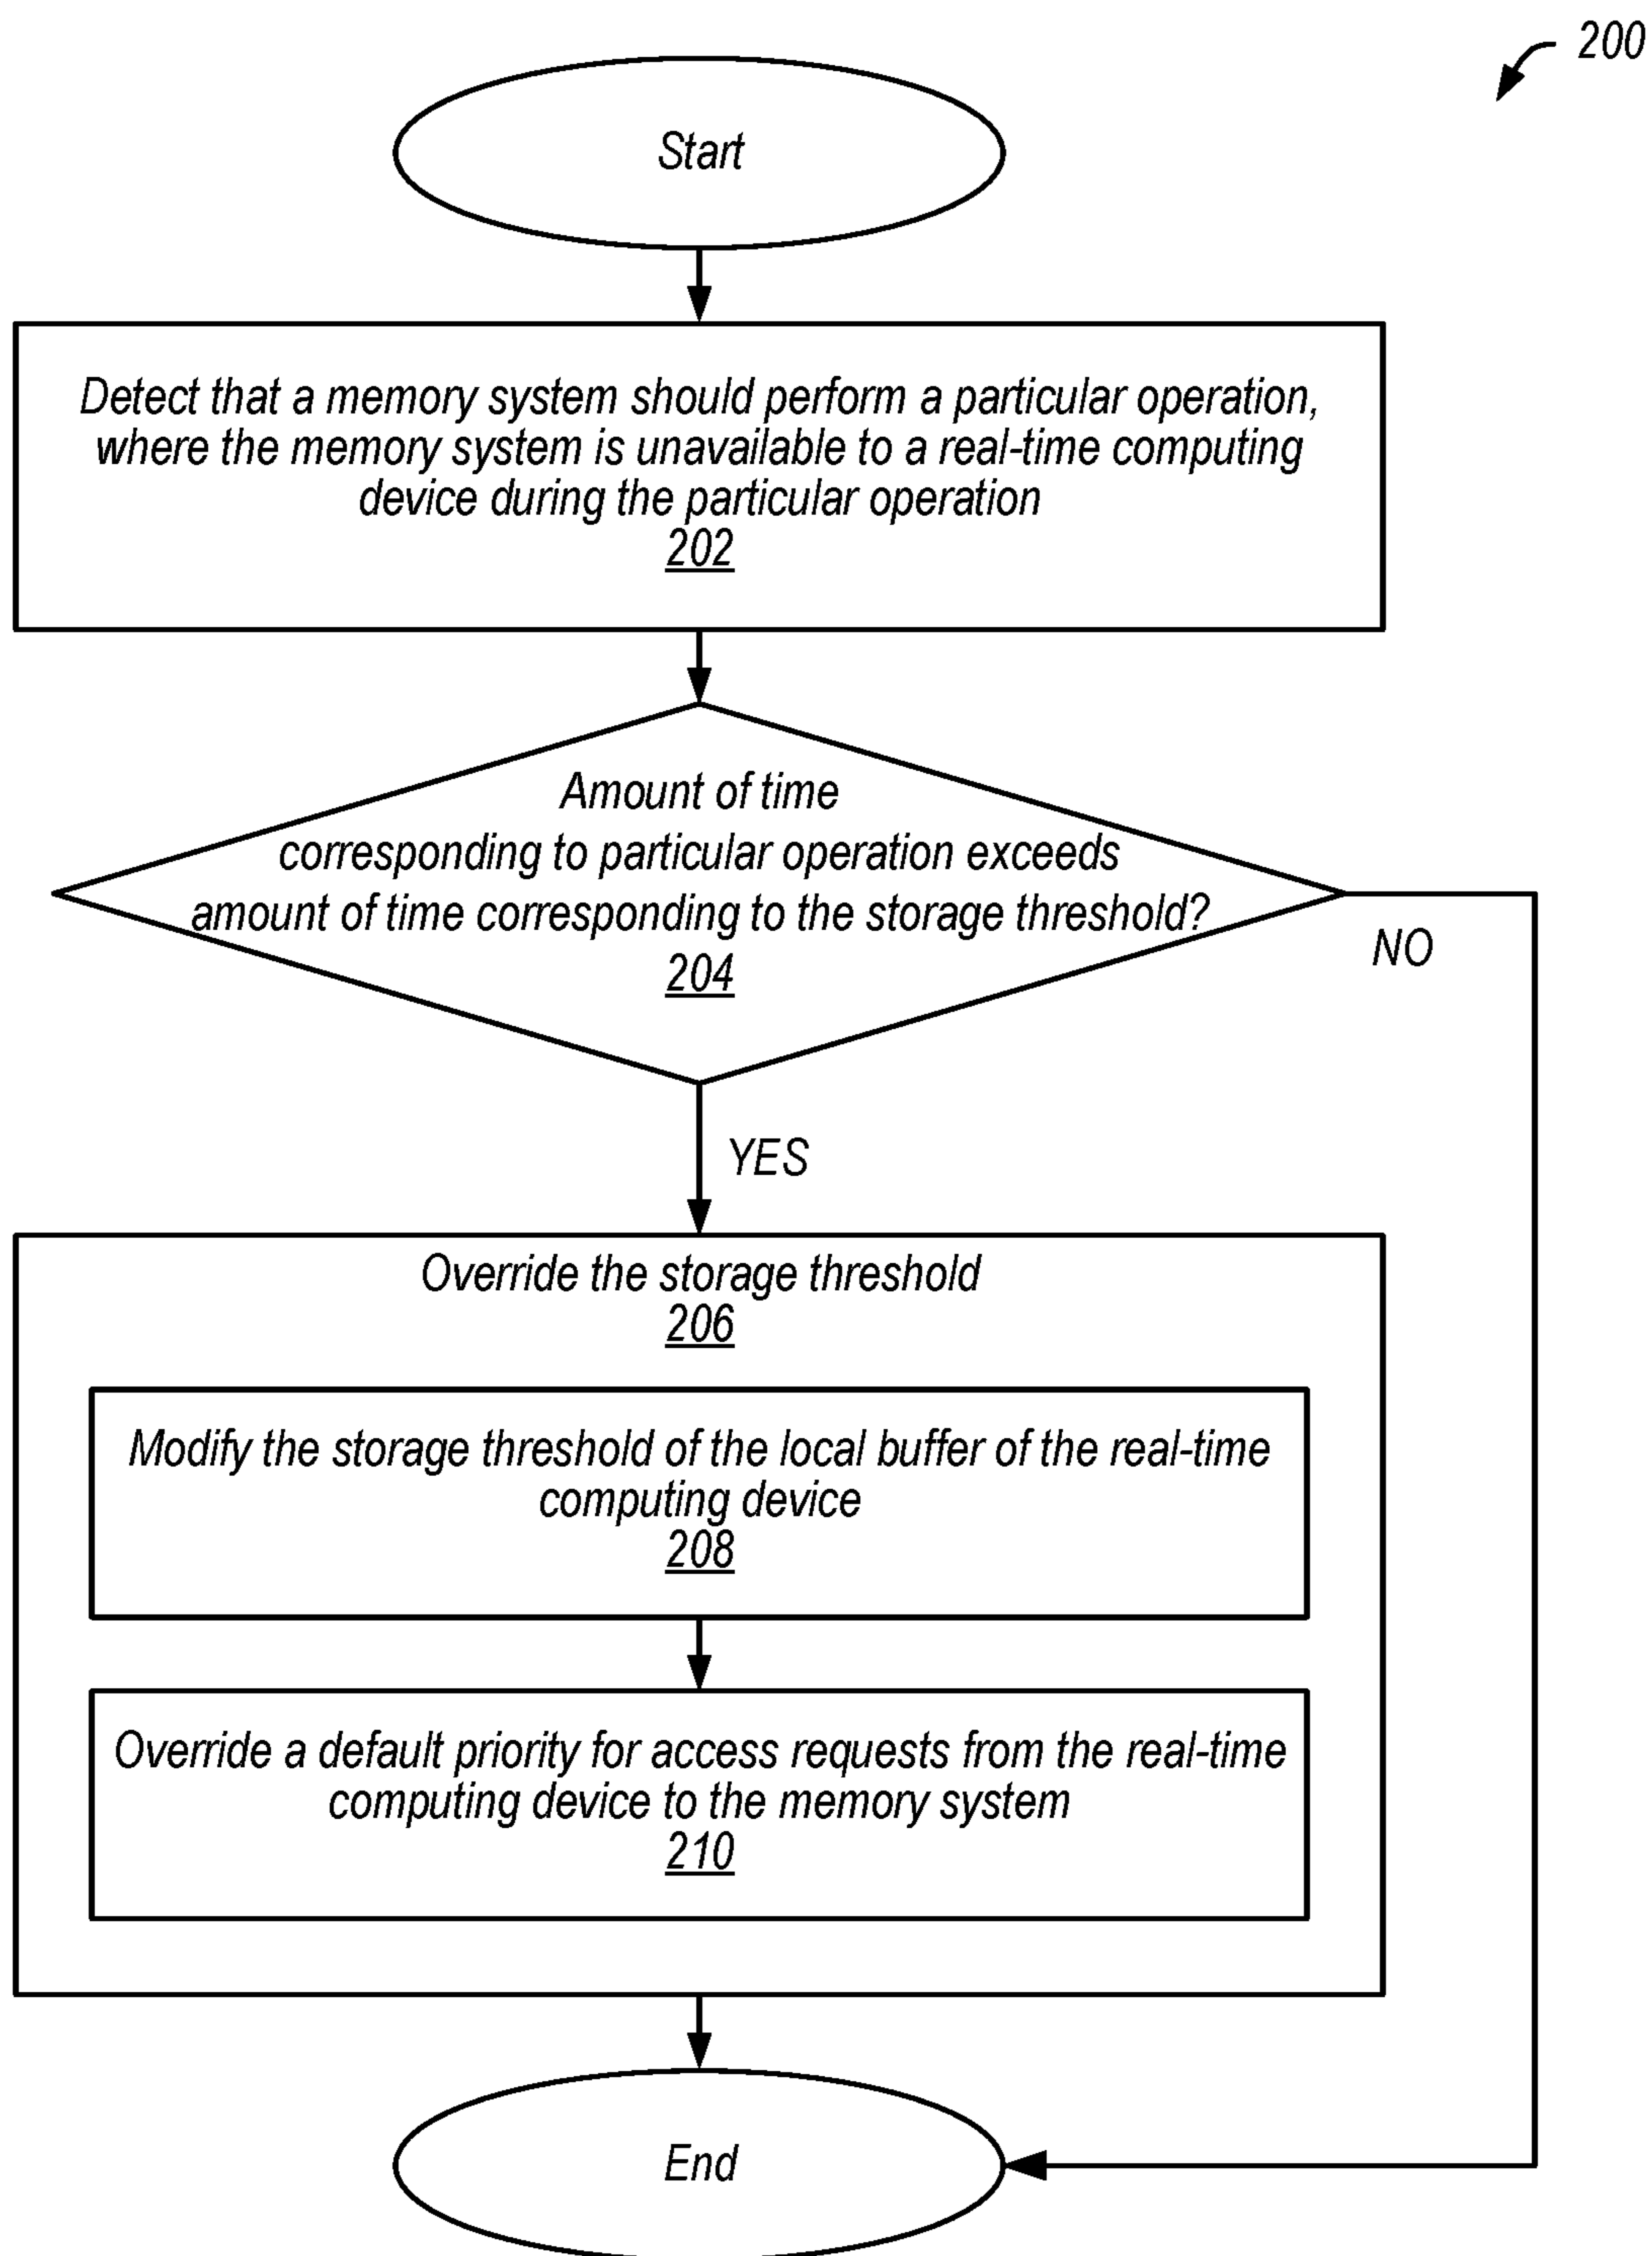 200
Start
Detect that a memory system should perform a particular operation,
where the memory system is unavailable to a real-time computing
device during the particular operation
202
Amount of time
corresponding to particular operation exceeds
amount of time corresponding to the storage threshold?
204
NO
YES
Override the storage threshold
206
Modify the storage threshold of the local buffer of the real-time
computing device
208
Override a default priority for access requests from the real-time
computing device to the memory system
210
End